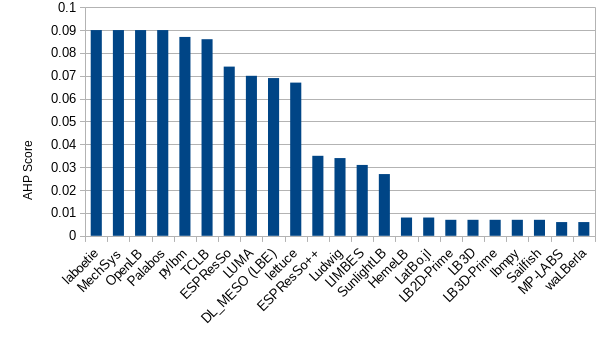 0.1
0.09
0.08
0.07
0.06
0.05
0.04
0.03
0.02
0.01
0
AHP Score
laboetie
MechSys
OpenLB
Palabos
pylbm
TCLB
ESPResSo
LUMA
DL_MESO (LBE)
lettuce
ESPResSo++
Ludwig
LIMBES
SunlightLB
HemeLB
LatBo.jl
LB2D-Prime
LB3D
LB3D-Prime
lbmpy
Sailfish
MP-LABS
waLBerla